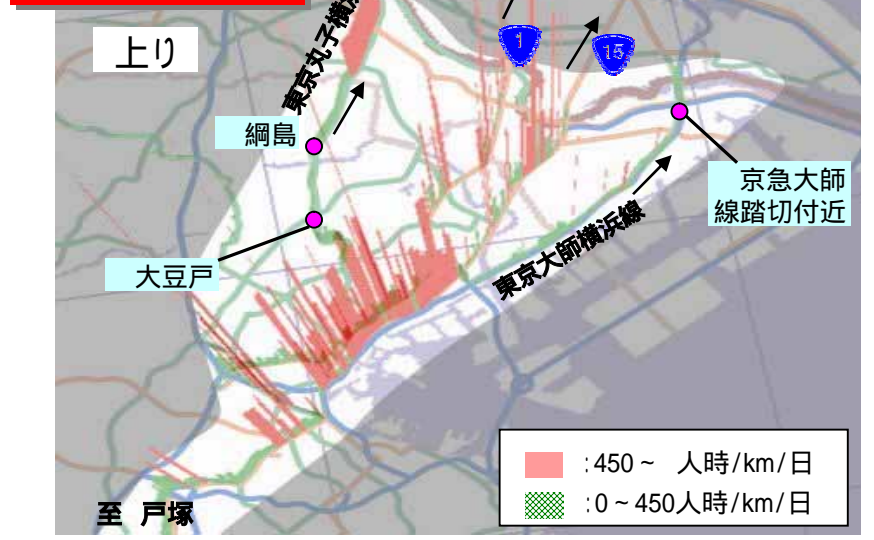 上り
東京丸子横浜
1
15
綱島
京急大師
線踏切付近
大豆戸
東京大師横浜線
:450~ 人時/km/日
:0~450人時/km/日
至 戸塚